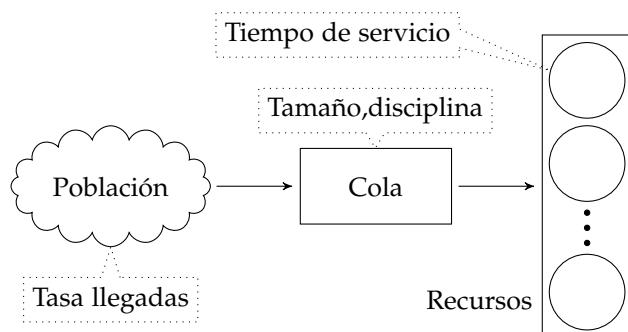 Tiempo de servicio
Tamaño,disciplina
Población
Cola
Tasa llegadas
Recursos